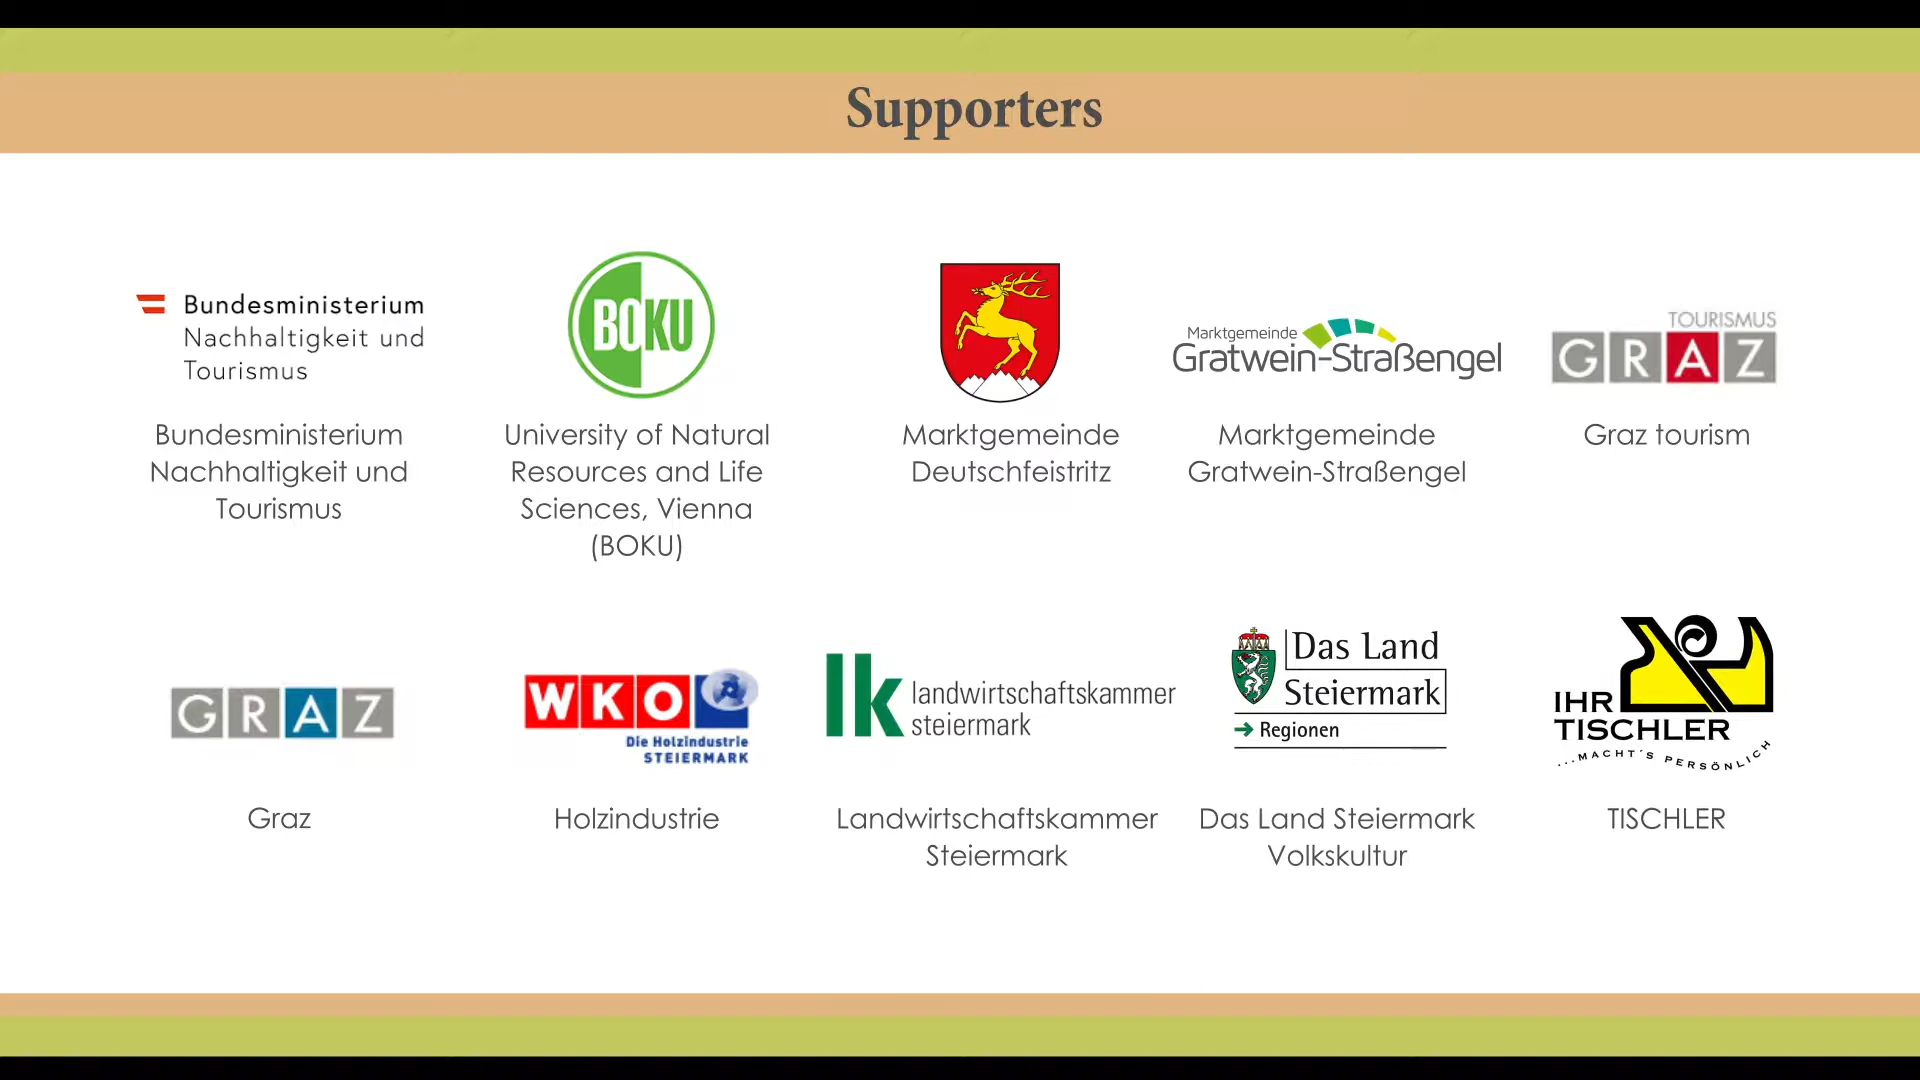 Supporters
Bundesministerium
Nachhaltigkeit und
Tourismus
Bundesministerium
Nachhaltigkeit und
Tourismus
BOKU
University of Natural
Resources and Life
Sciences, Vienna
(BOKU)
Marktgemeinde
Deutschfeistritz
Marktgemeinde
Gratwein-Straßengel
Marktgemeinde
Gratwein-Straßengel
TOURISMUS
GRAZ
Graz tourism
GRAZ
Graz
WKO
Die Holzindustrie
STEIERMARK
Holzindustrie
lk landwirtschaftskammer
steiermark
Landwirtschaftskammer
Steiermark
Das Land
Steiermark
→ Regionen
Das Land Steiermark
Volkskultur
IHR
TISCHLER
...MACHT´S PERSÖNLICH
TISCHLER